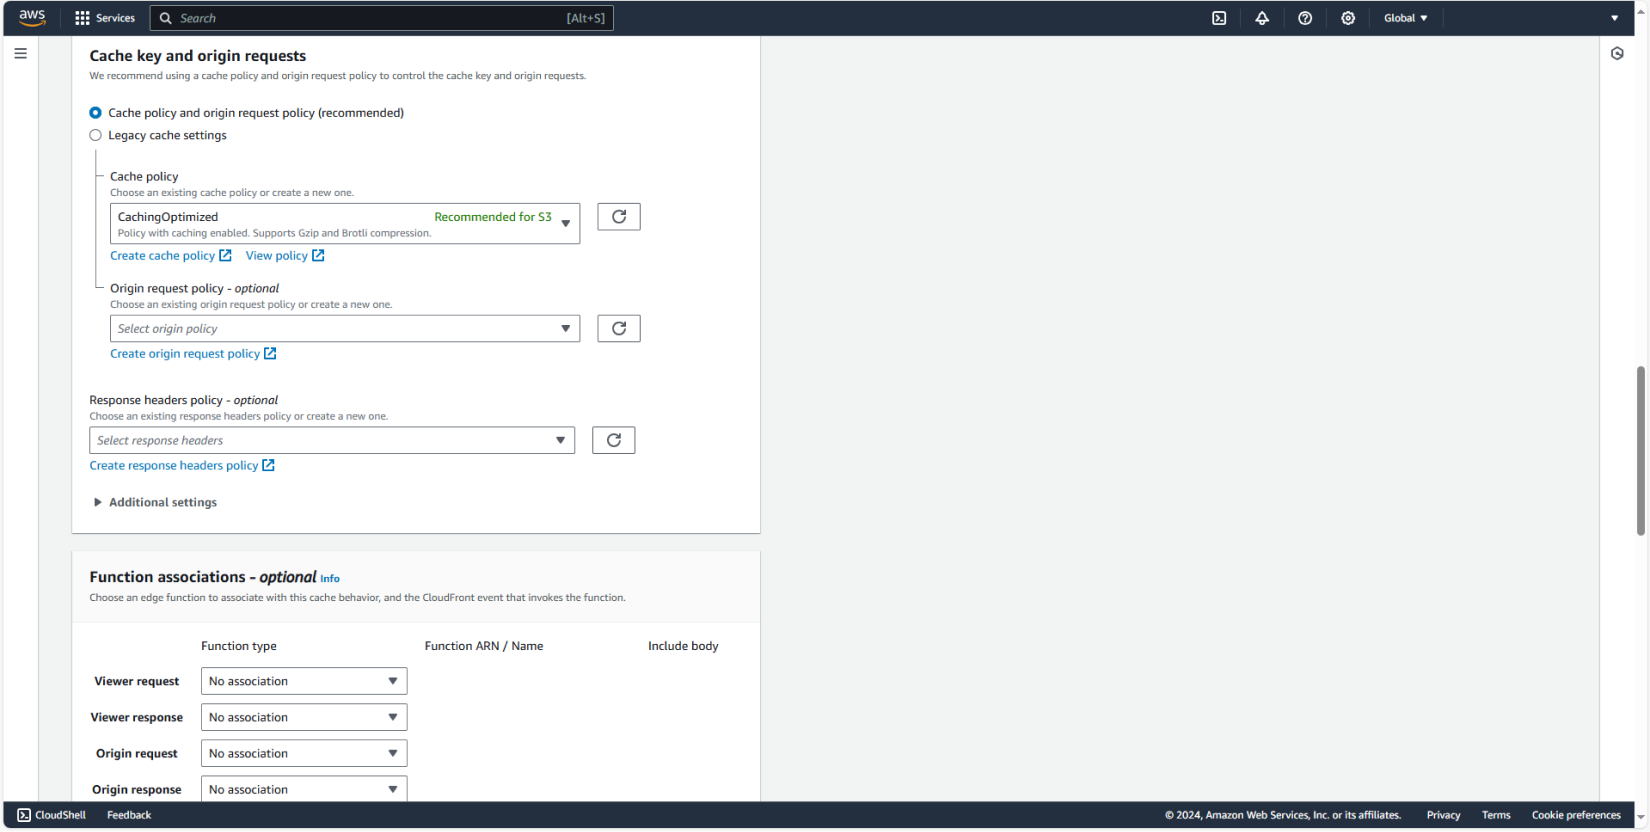 aws
Services
Search
[Alt+S]
Global
Cache key and origin requests
We recommend using a cache policy and origin request policy to control the cache key and origin requests.
Cache policy and origin request policy (recommended)
Legacy cache settings
Cache policy
Choose an existing cache policy or create a new one.
CachingOptimized
Recommended for S3
Policy with caching enabled. Supports Gzip and Brotli compression.
Create cache policy
View policy
Origin request policy - optional
Choose an existing origin request policy or create a new one.
Select origin policy
Create origin request policy
Response headers policy - optional
Choose an existing response headers policy or create a new one.
Select response headers
Create response headers policy
Additional settings
Function associations - optional Info
Choose an edge function to associate with this cache behavior, and the CloudFront event that invokes the function.
Function type
Function ARN / Name
Include body
Viewer request
No association
Viewer response
No association
Origin request
No association
Origin response
No association
CloudShell
Feedback
© 2024, Amazon Web Services, Inc. or its affiliates.
Privacy
Terms
Cookie preferences